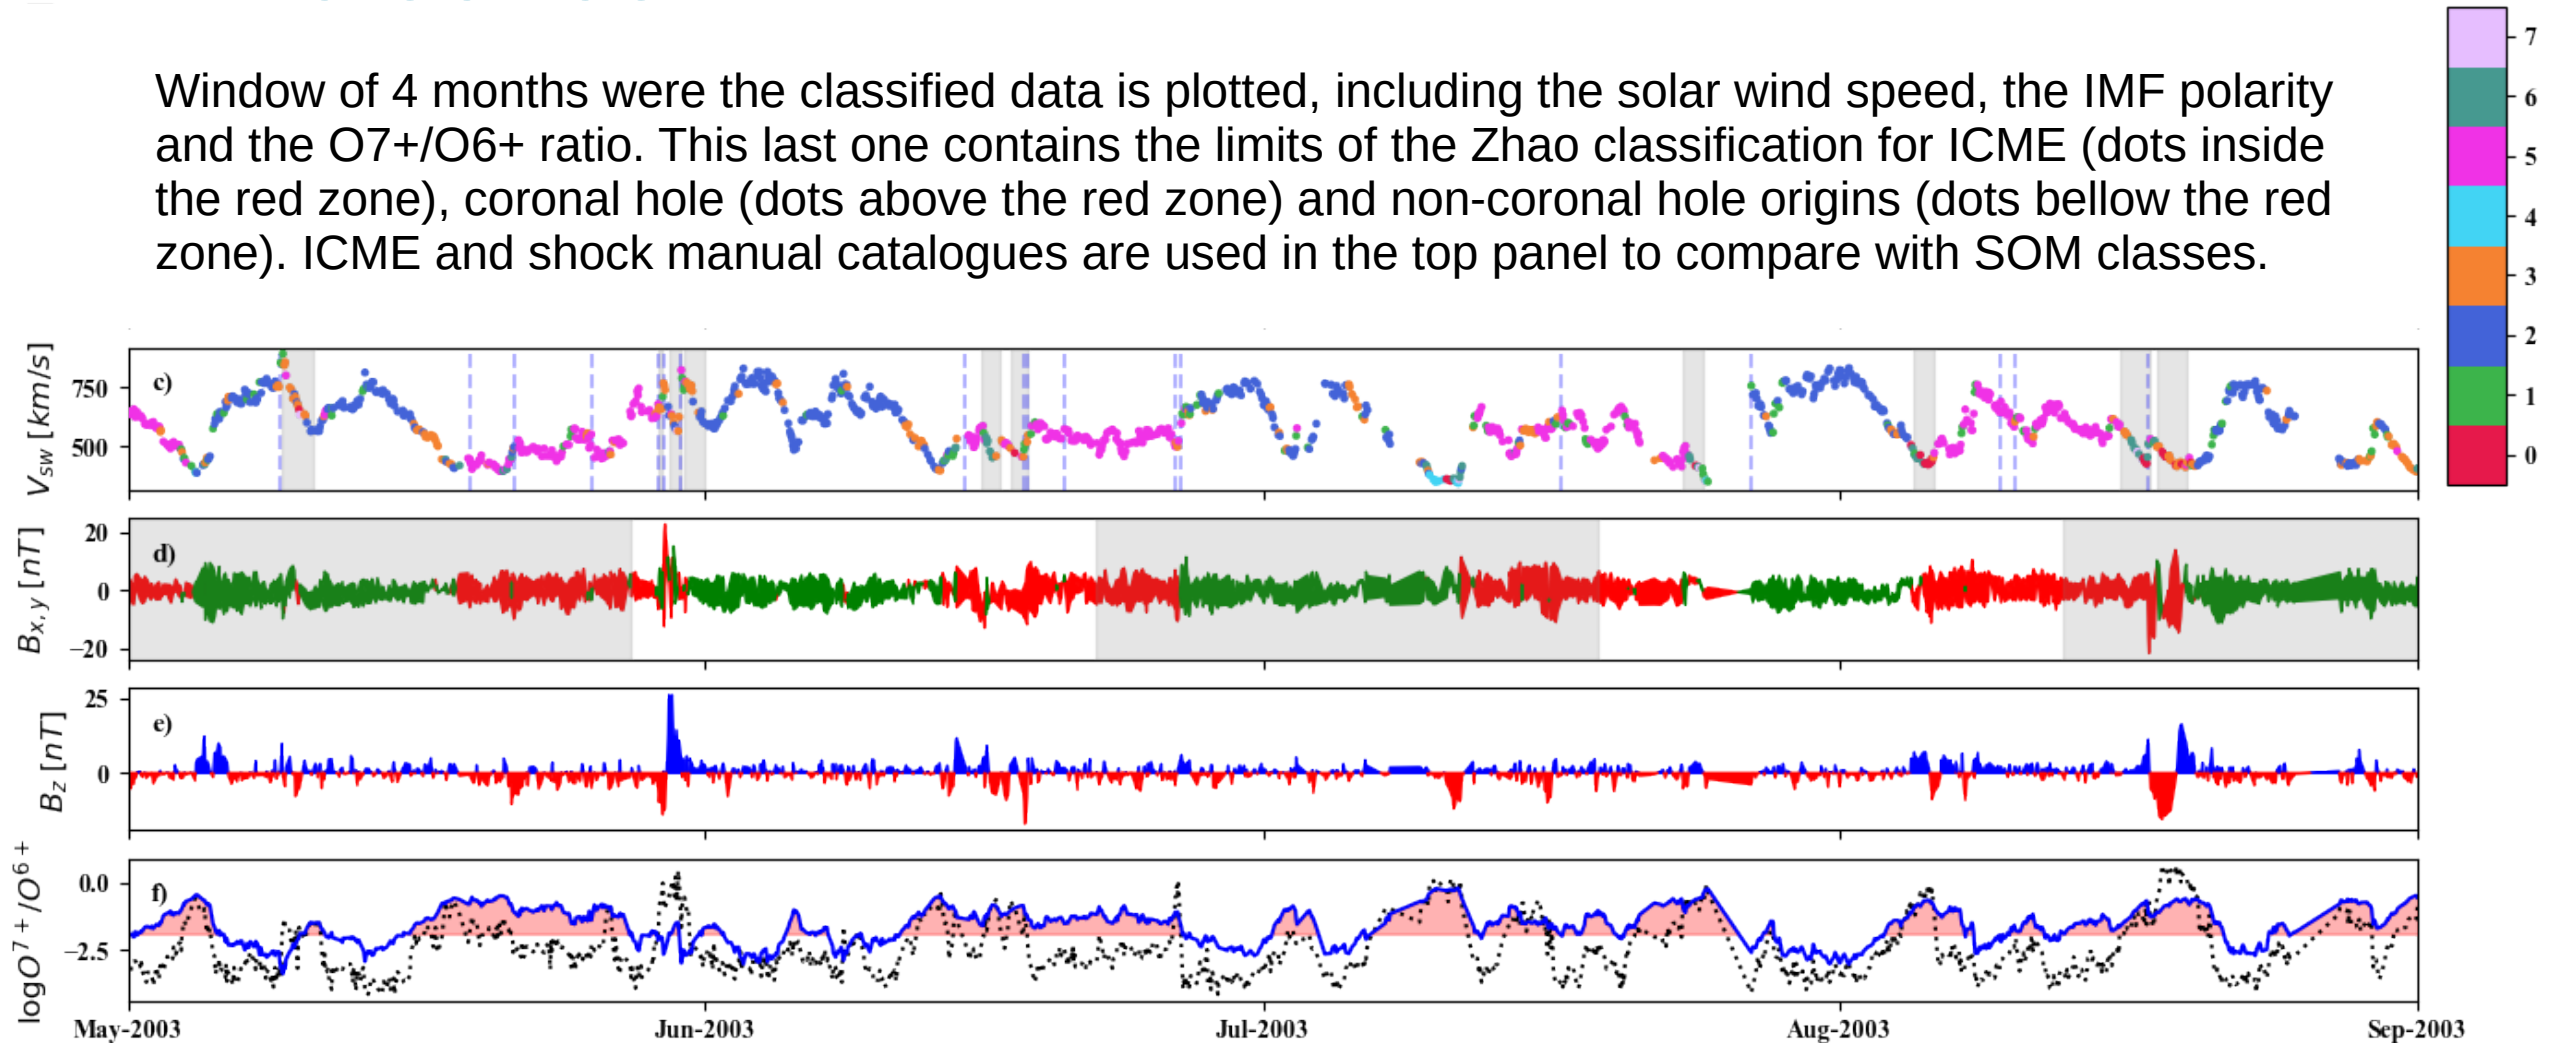 Window of 4 months were the classified data is plotted, including the solar wind speed, the IMF polarity
and the O7+/O6+ ratio. This last one contains the limits of the Zhao classification for ICME (dots inside
the red zone), coronal hole (dots above the red zone) and non-coronal hole origins (dots bellow the red
zone). ICME and shock manual catalogues are used in the top panel to compare with SOM classes.
7
6
5
4
3
2
1
0
V_sw [km/s]
750
500
c)
B_x,y [nT]
20
0
−20
d)
B_z [nT]
25
0
e)
logO^7+/O^6+
0.0
−2.5
f)
May-2003 Jun-2003 Jul-2003 Aug-2003 Sep-2003